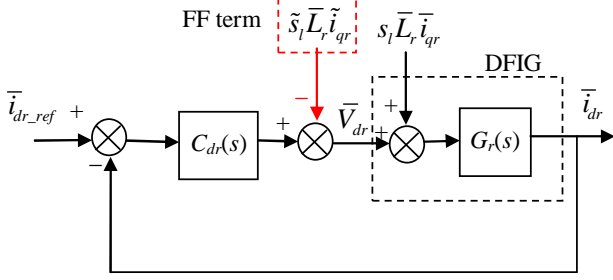 FF term
s̃_l L̄_r ĩ_qr
s_l L̄_r ī_qr
DFIG
ī_dr_ref
+
−
C_dr(s)
+
−
V̄_dr
+
+
G_r(s)
ī_dr